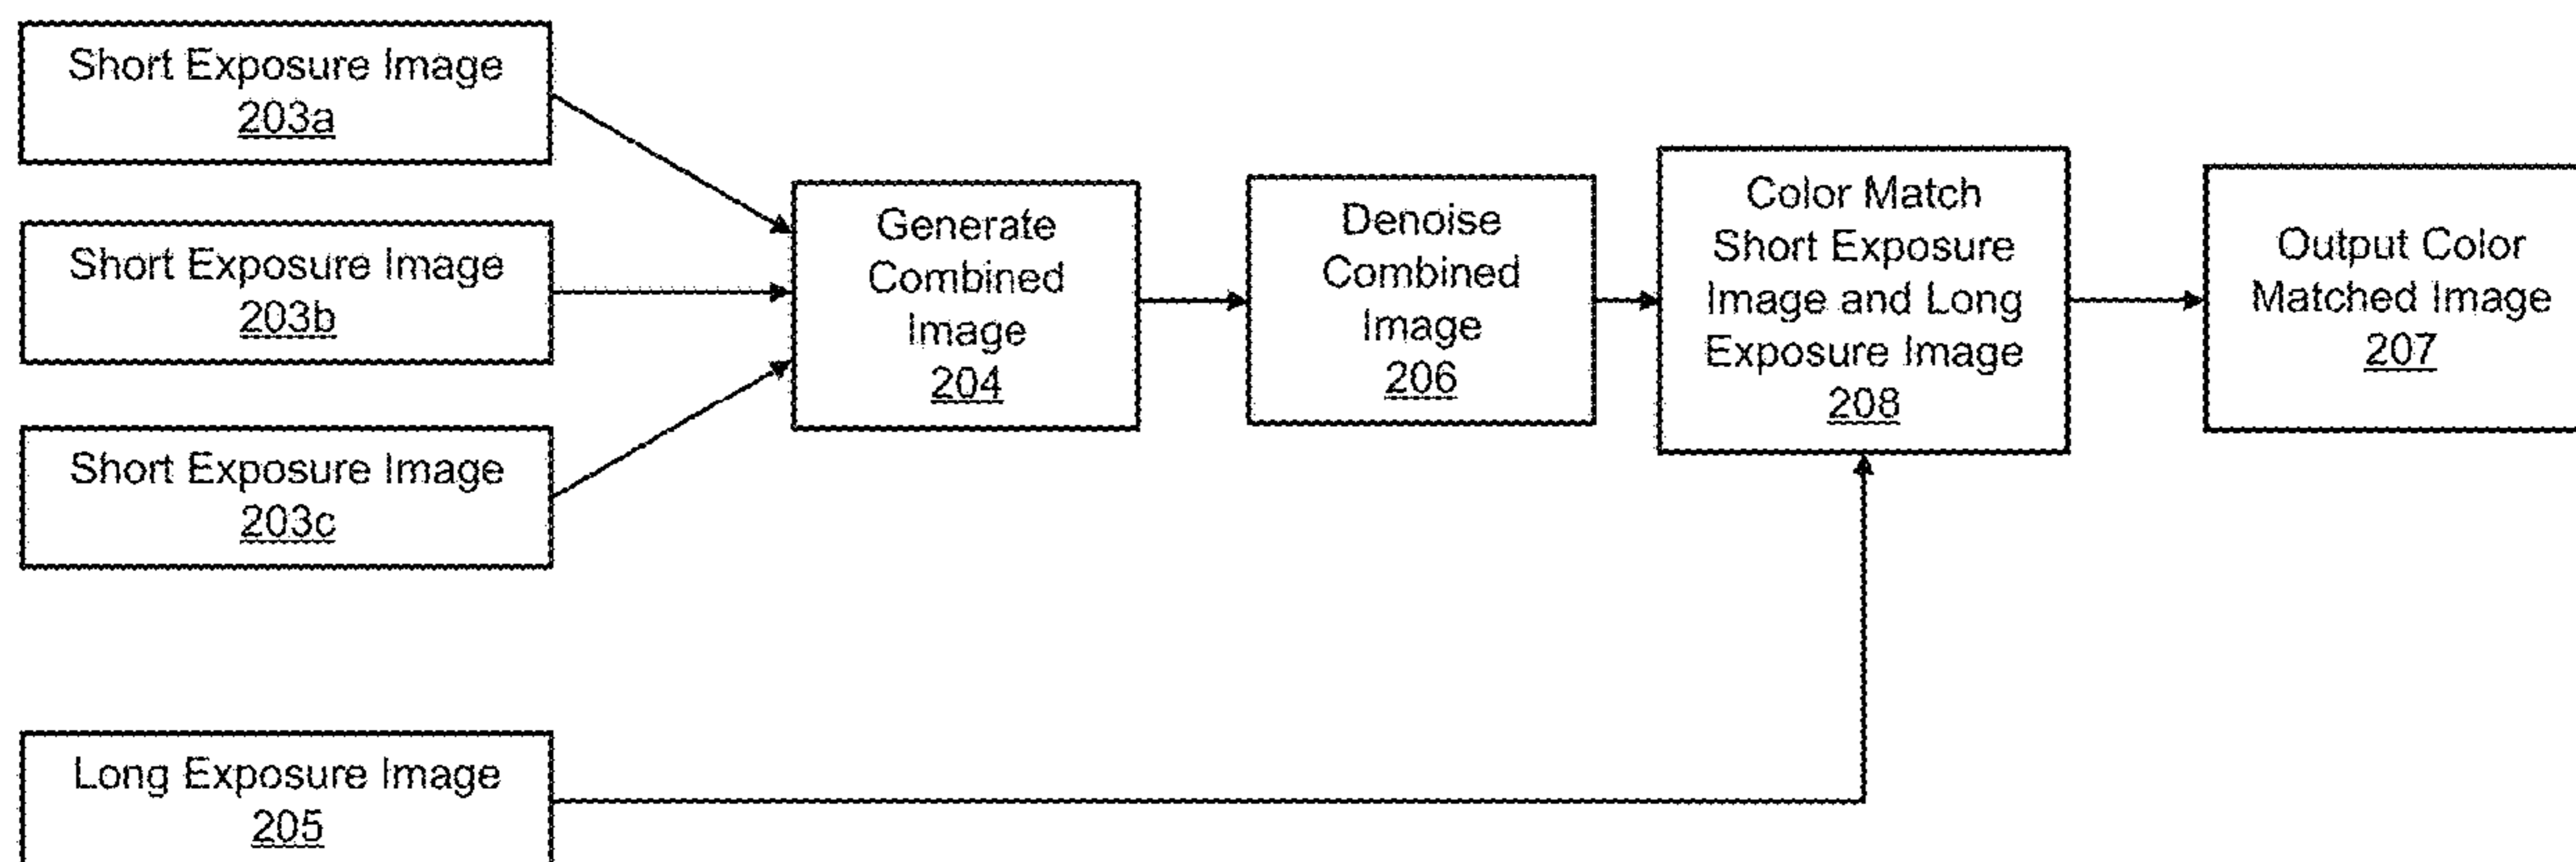 Short Exposure Image
203a
Short Exposure Image
203b
Short Exposure Image
203c
Long Exposure Image
205
Generate
Combined
Image
204
Denoise
Combined
Image
206
Color Match
Short Exposure
Image and Long
Exposure Image
208
Output Color
Matched Image
207